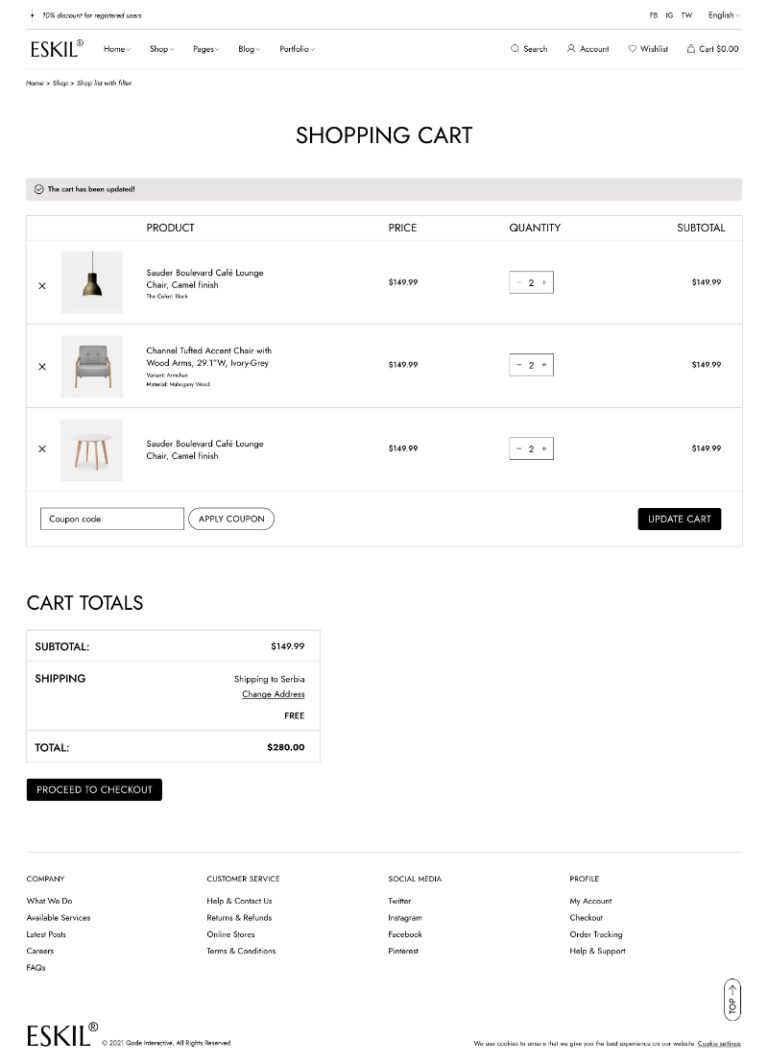 10% discount for registered users
FB IG TW English
ESKIL® Home Shop Pages Blog Portfolio Search Account Wishlist Cart $0.00
Home > Shop > Shop list with filter
SHOPPING CART
The cart has been updated!
PRODUCT PRICE QUANTITY SUBTOTAL
Sauder Boulevard Café Lounge
Chair, Camel finish
The Color: Black
$149.99 − 2 + $149.99
Channel Tufted Accent Chair with
Wood Arms, 29.1"W, Ivory-Grey
Variant: Armchair
Material: Mahogany Wood
$149.99 − 2 + $149.99
Sauder Boulevard Café Lounge
Chair, Camel finish
$149.99 − 2 + $149.99
Coupon code APPLY COUPON UPDATE CART
CART TOTALS
SUBTOTAL: $149.99
SHIPPING Shipping to Serbia
Change Address
FREE
TOTAL: $280.00
PROCEED TO CHECKOUT
COMPANY
What We Do
Available Services
Latest Posts
Careers
FAQs
CUSTOMER SERVICE
Help & Contact Us
Returns & Refunds
Online Stores
Terms & Conditions
SOCIAL MEDIA
Twitter
Instagram
Facebook
Pinterest
PROFILE
My Account
Checkout
Order Tracking
Help & Support
TOP
ESKIL® © 2021 Qode Interactive, All Rights Reserved
We use cookies to ensure that we give you the best experience on our website. Cookie settings